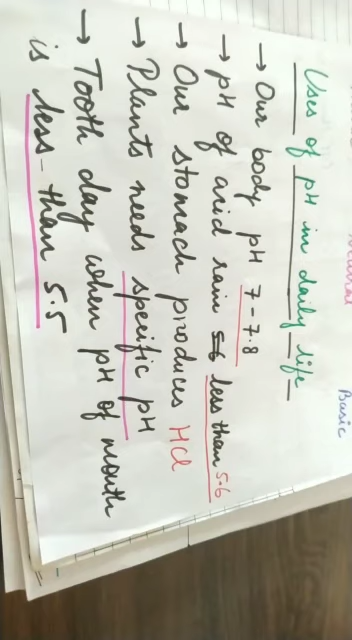 Basic
Uses of pH in daily life
→ Our body pH 7-7.8
→ pH of acid rain 56 less than 5.6
→ Our stomach produces HCl
→ Plants needs specific pH
→ Tooth day when pH of mouth
is less than 5.5